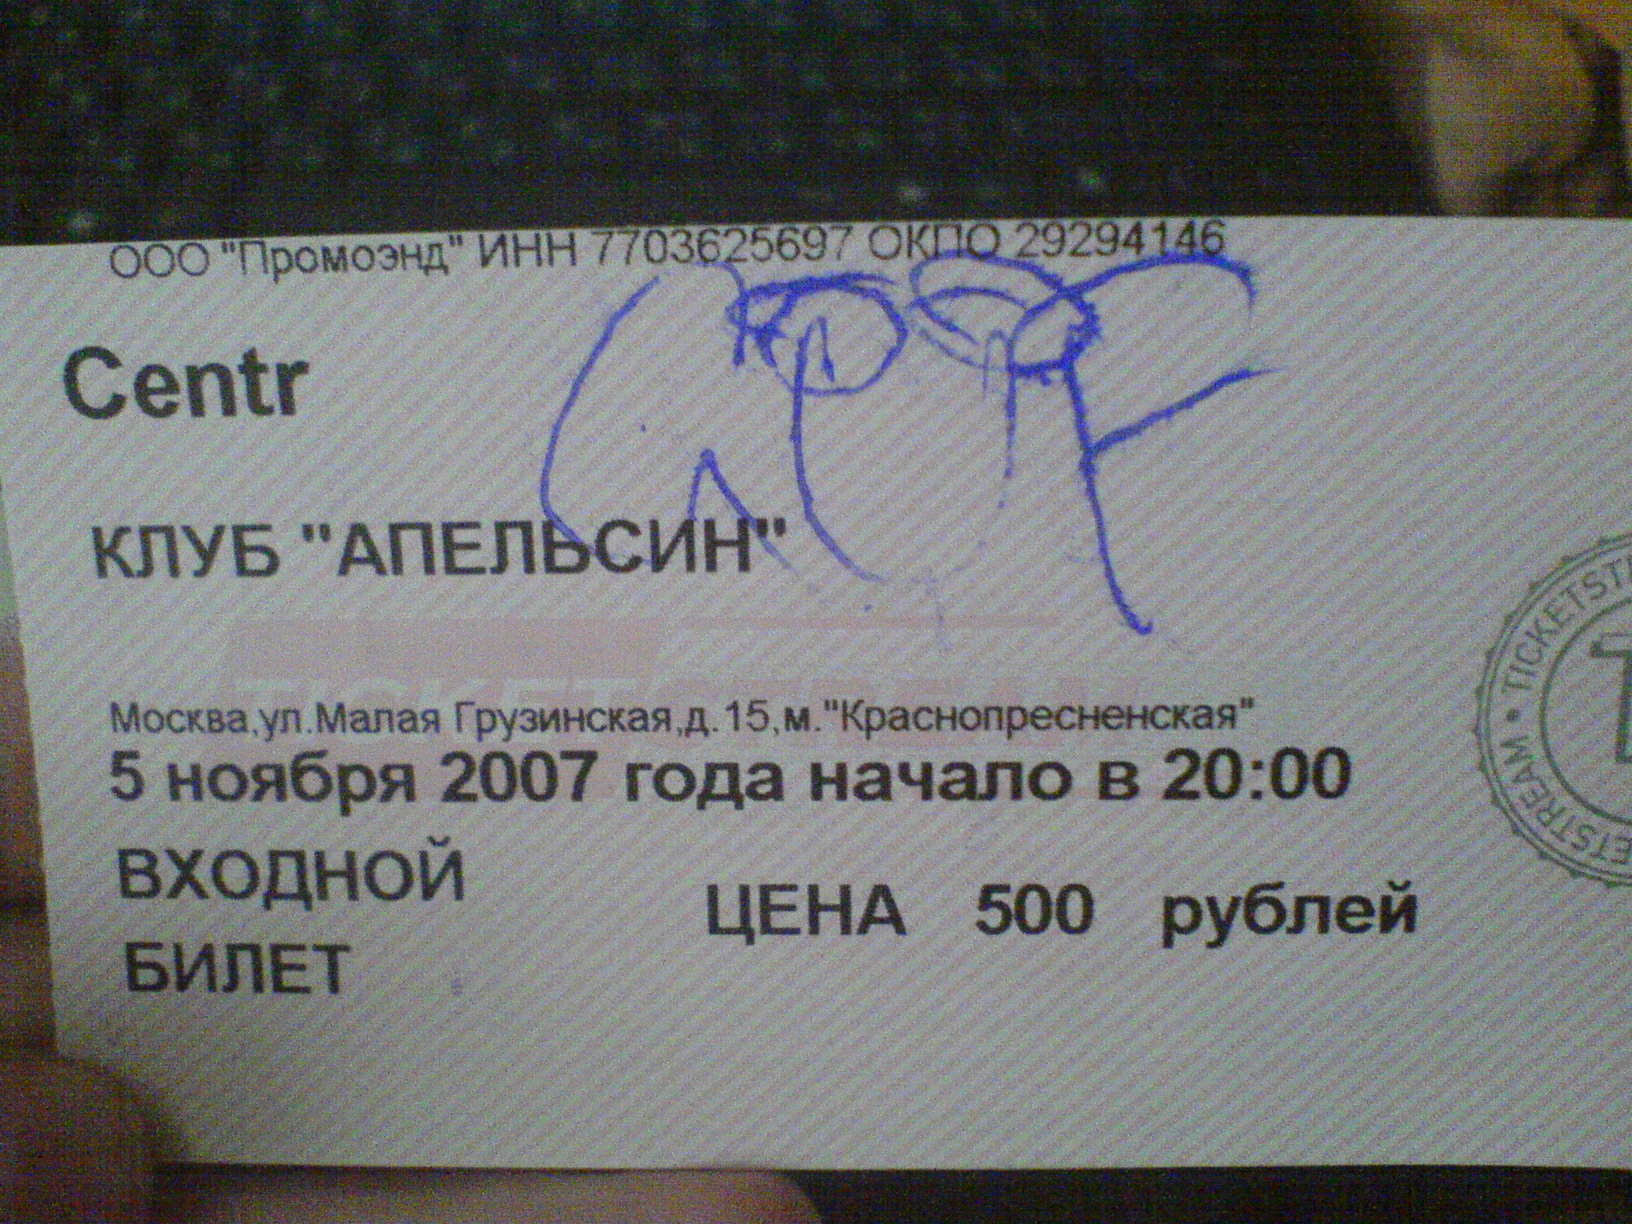 ООО "Промоэнд" ИНН 7703625697 ОКПО 29294146
Centr
КЛУБ "АПЕЛЬСИН"
Москва,ул.Малая Грузинская,д.15,м."Краснопресненская"
5 ноября 2007 года начало в 20:00
ВХОДНОЙ
БИЛЕТ
ЦЕНА 500 рублей
TICKETSTREAM